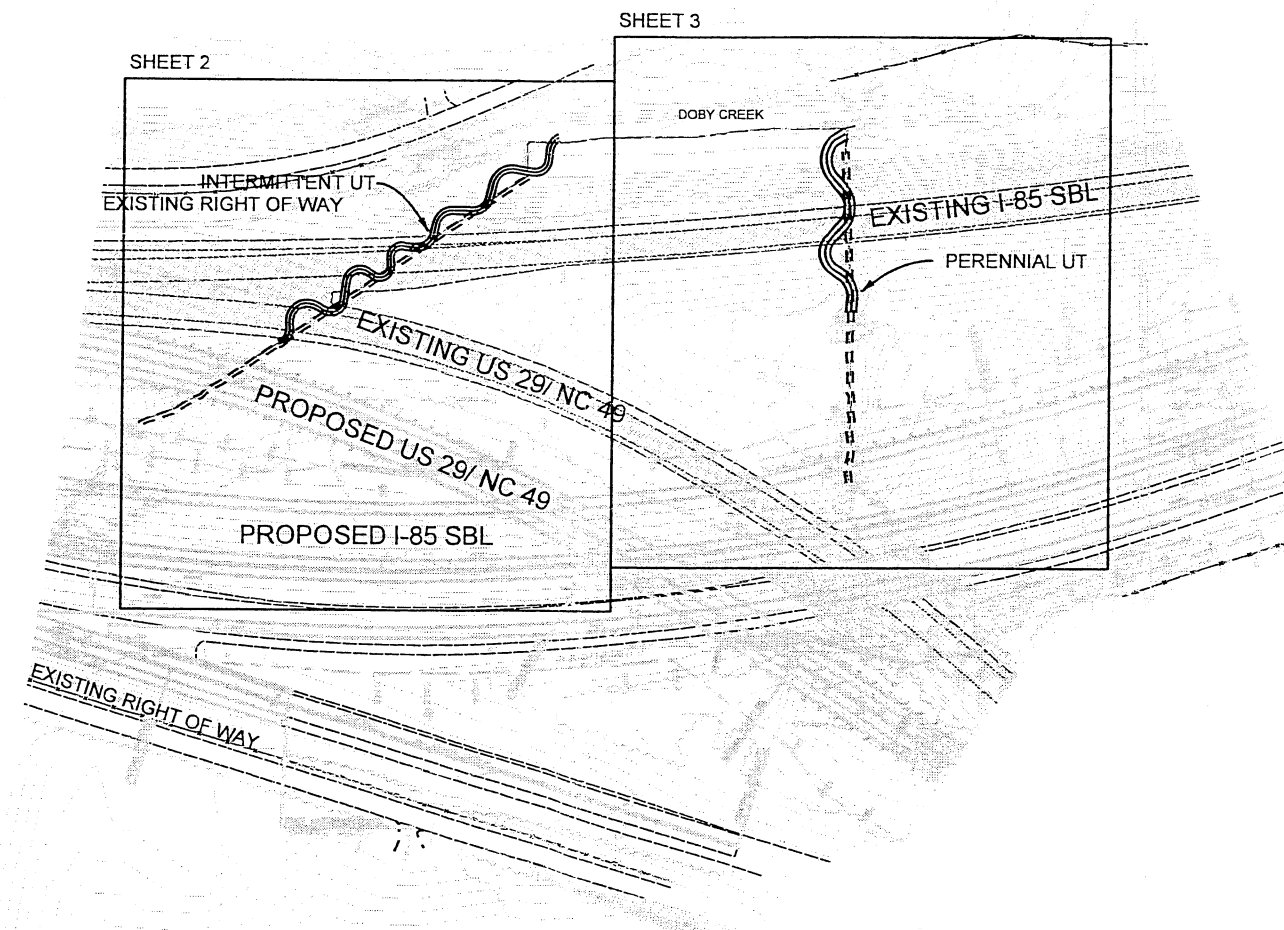 SHEET 3
SHEET 2
DOBY CREEK
INTERMITTENT UT
EXISTING RIGHT OF WAY
EXISTING I-85 SBL
PERENNIAL UT
EXISTING US 29/ NC 49
PROPOSED US 29/ NC 49
PROPOSED I-85 SBL
EXISTING RIGHT OF WAY